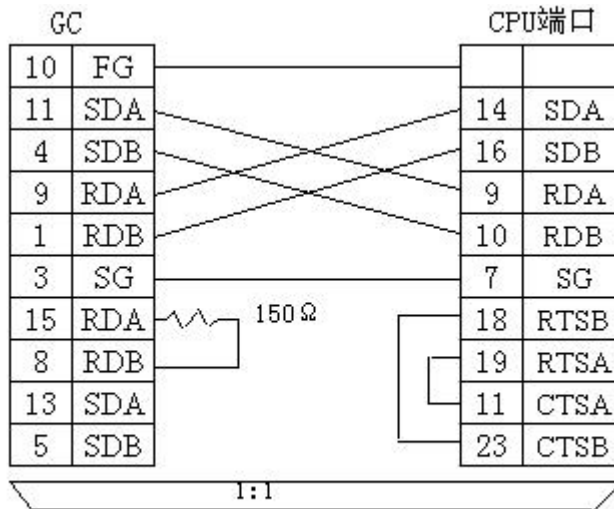 GC CPU端口
10 FG
11 SDA 14 SDA
4 SDB 16 SDB
9 RDA 9 RDA
1 RDB 10 RDB
3 SG 7 SG
15 RDA 150Ω 18 RTSB
8 RDB 19 RTSA
13 SDA 11 CTSA
5 SDB 23 CTSB
1:1